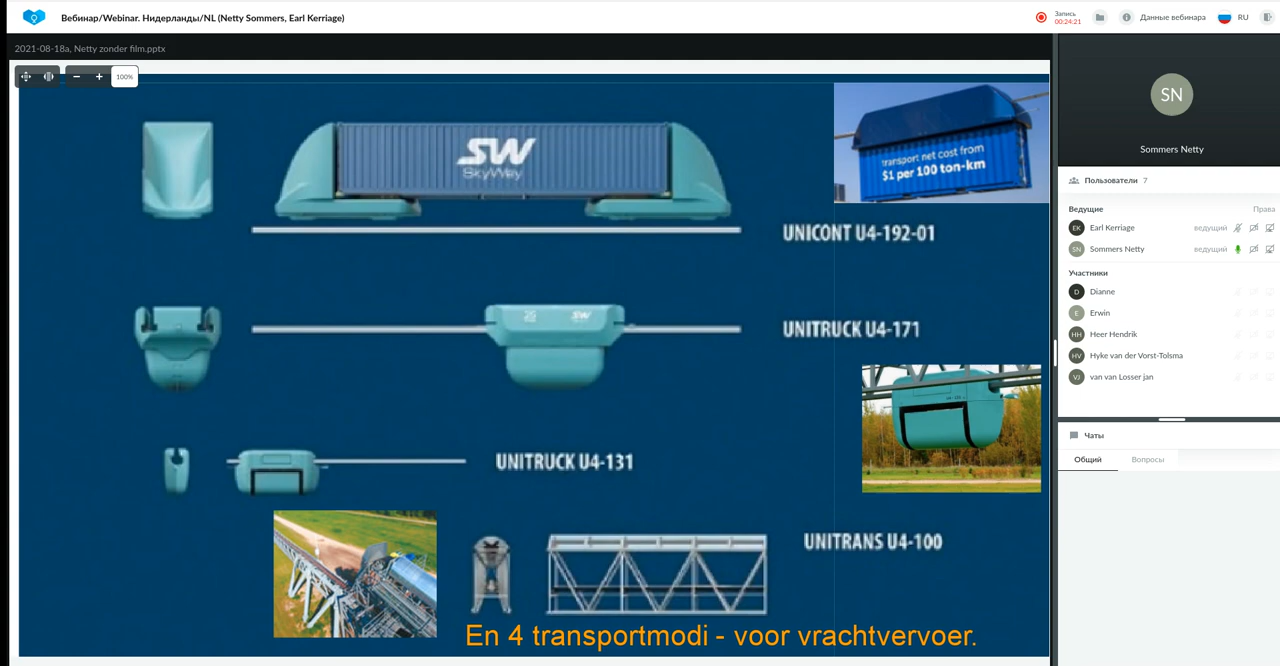 Вебинар/Webinar. Нидерланды/NL (Netty Sommers, Earl Kerriage)
Запись
00:24:21
Данные вебинара
RU
2021-08-18a, Netty zonder film.pptx
100%
SW
SkyWay
transport net cost from
$1 per 100 ton-km
UNICONT U4-192-01
UNITRUCK U4-171
SW
UNITRUCK U4-131
UNITRANS U4-100
En 4 transportmodi - voor vrachtvervoer.
SN
Sommers Netty
Пользователи 7
Ведущие
Права
EK Earl Kerriage ведущий
SN Sommers Netty ведущий
Участники
D Dianne
E Erwin
HH Heer Hendrik
HV Hyke van der Vorst-Tolsma
VJ van van Losser jan
Чаты
Общий
Вопросы